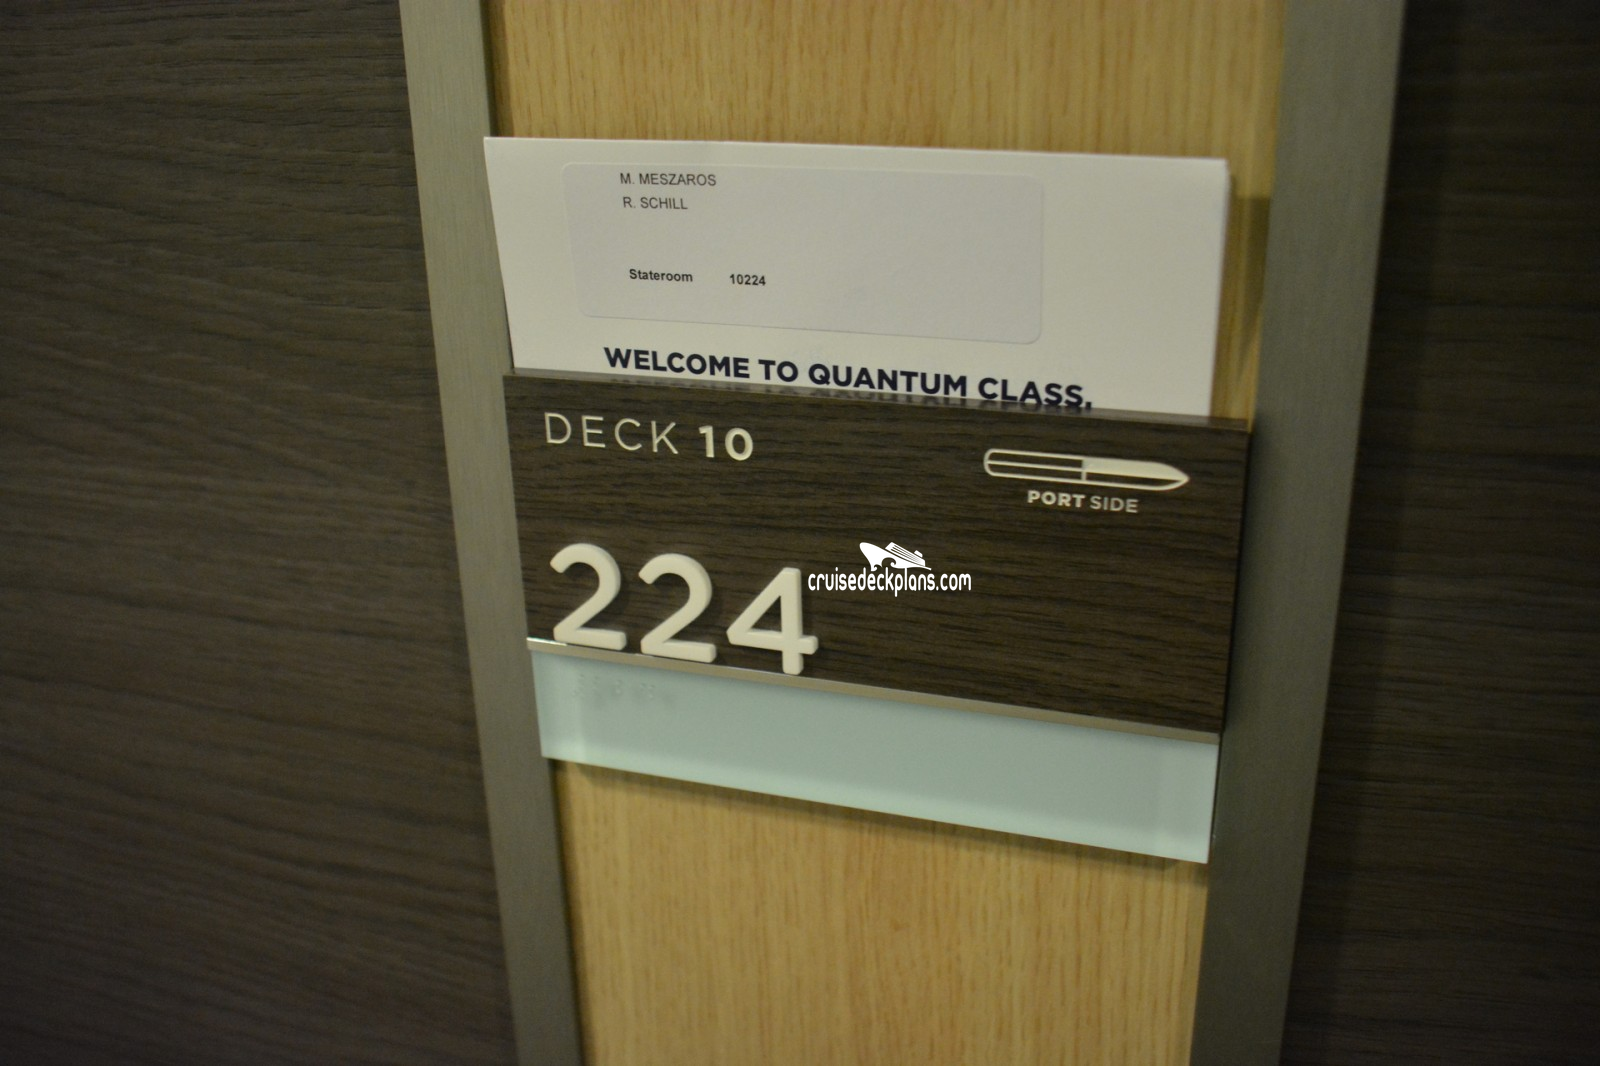 M. MESZAROS
R. SCHILL
Stateroom 10224
WELCOME TO QUANTUM CLASS.
DECK 10
PORT SIDE
224
cruisedeckplans.com